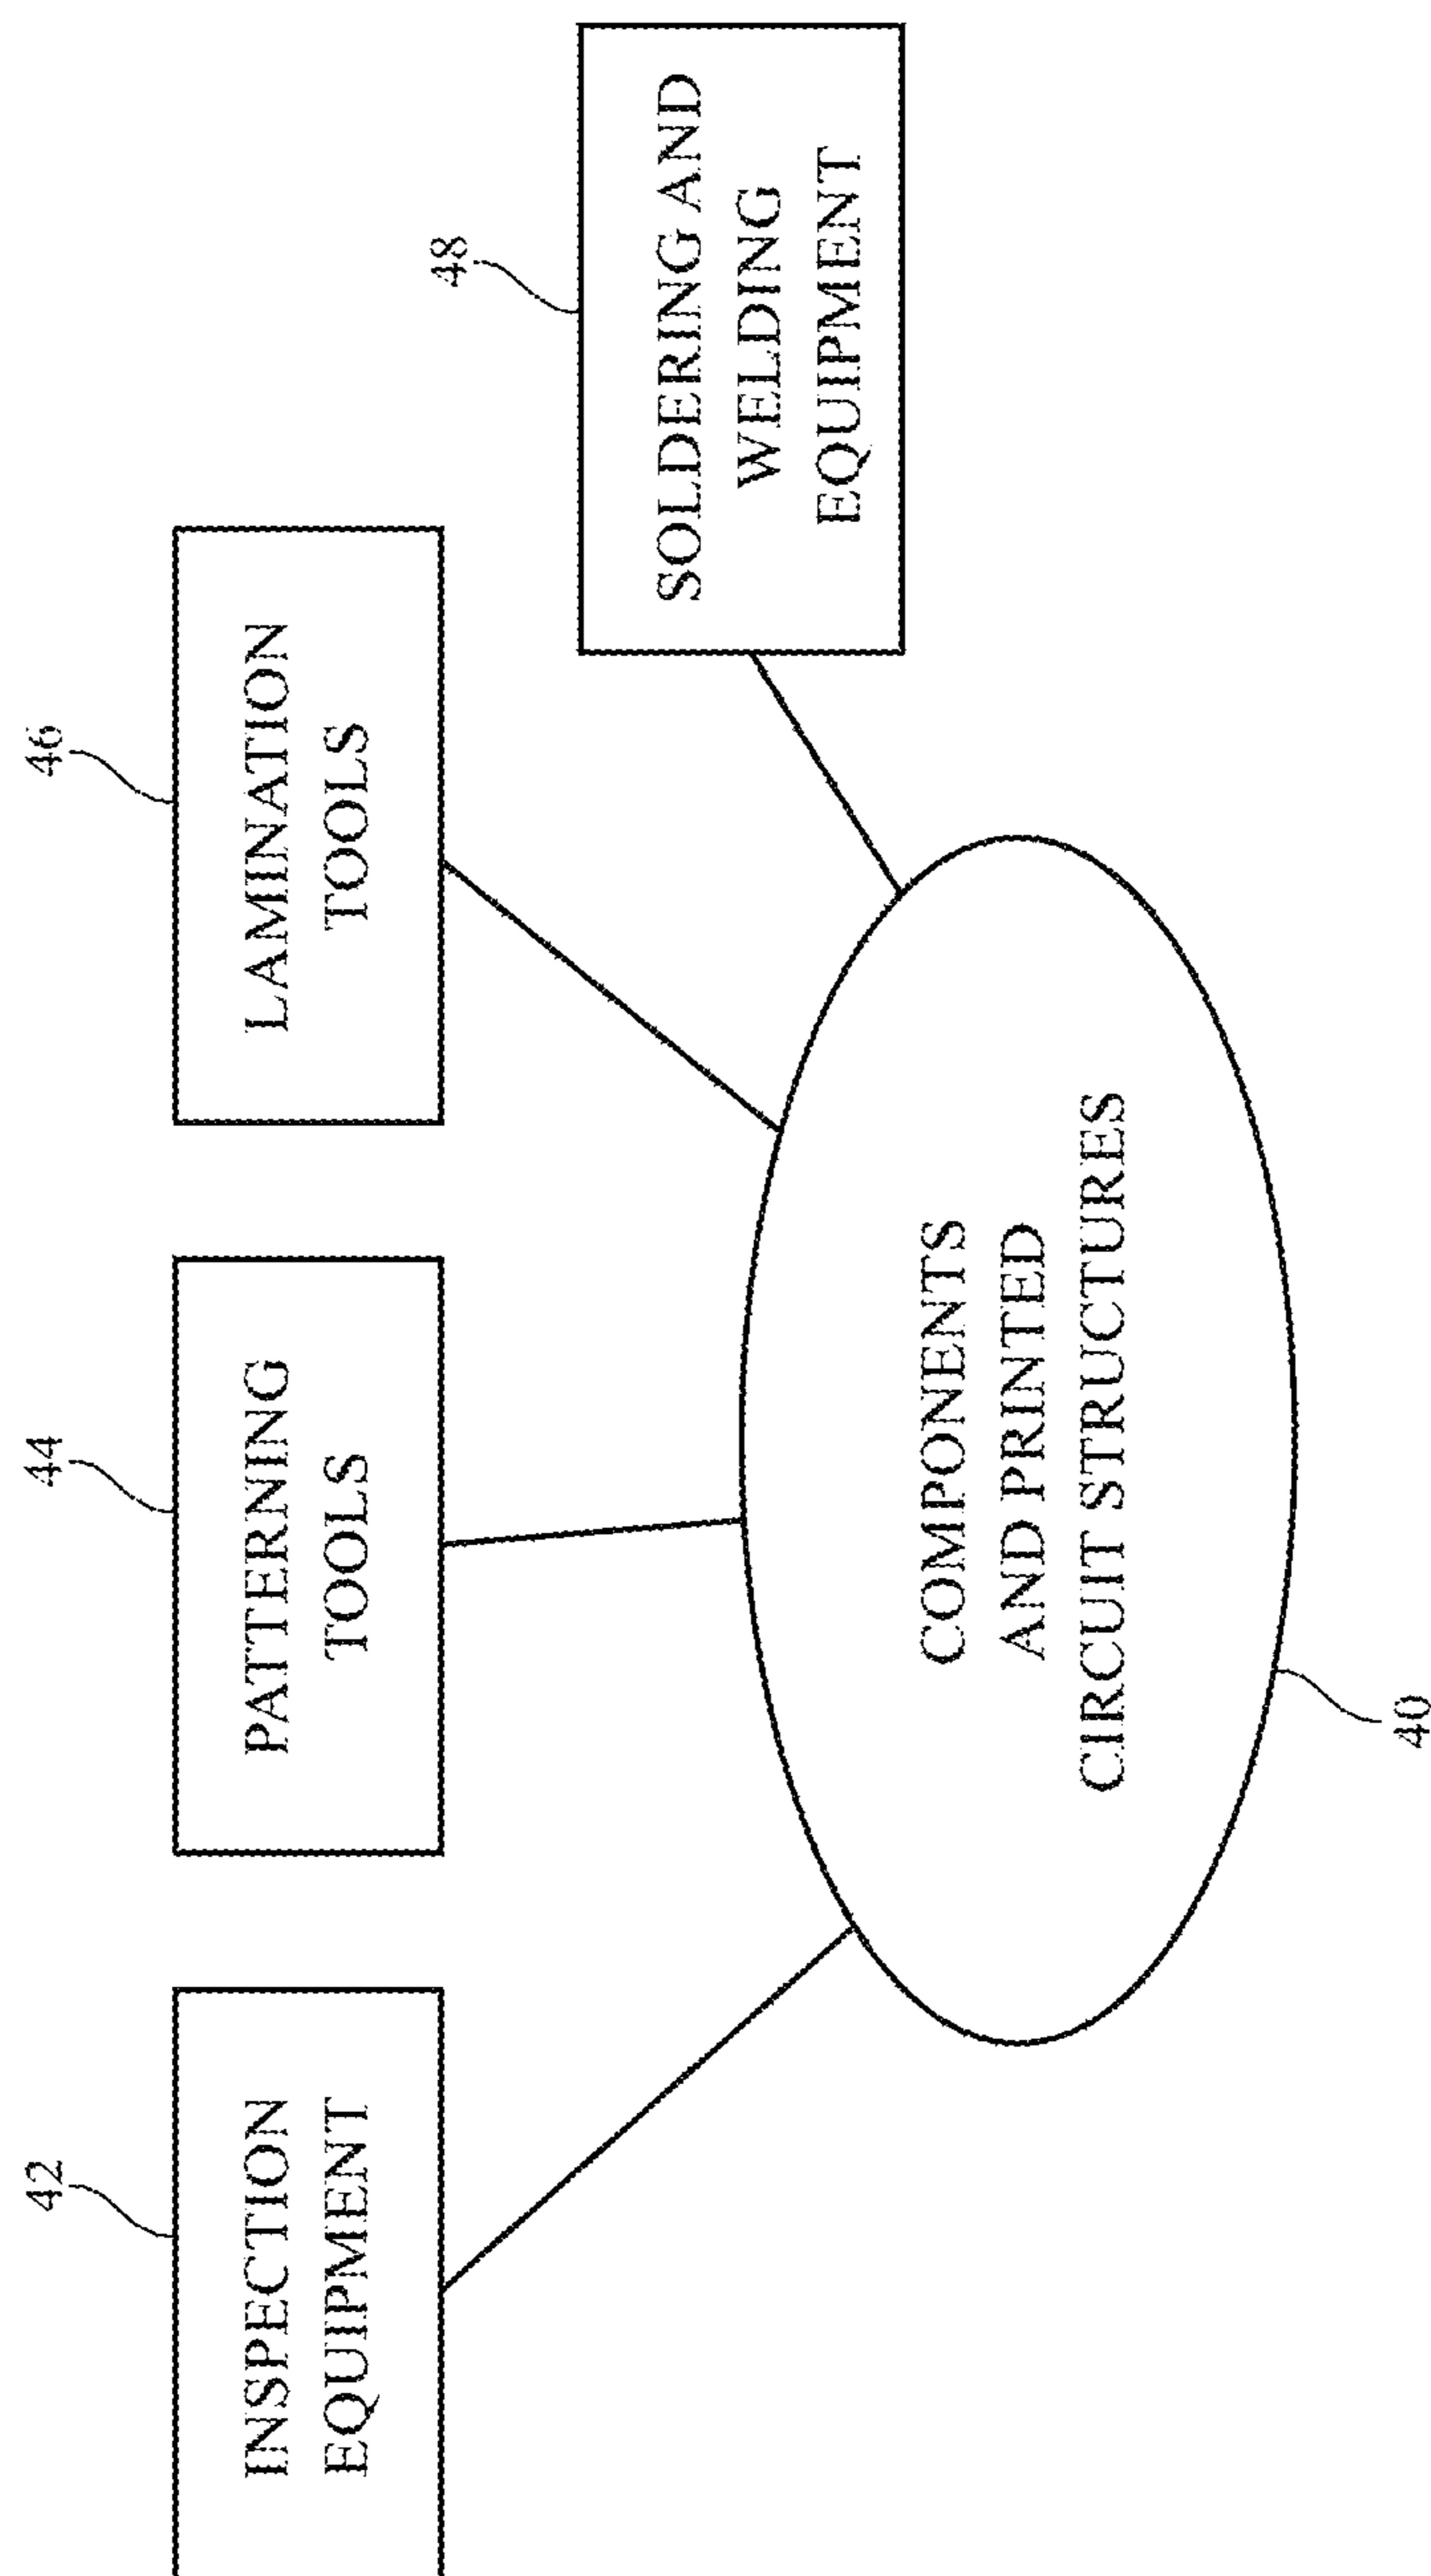 42
INSPECTION
EQUIPMENT
44
PATTERNING
TOOLS
46
LAMINATION
TOOLS
48
SOLDERING AND
WELDING
EQUIPMENT
COMPONENTS
AND PRINTED
CIRCUIT STRUCTURES
40